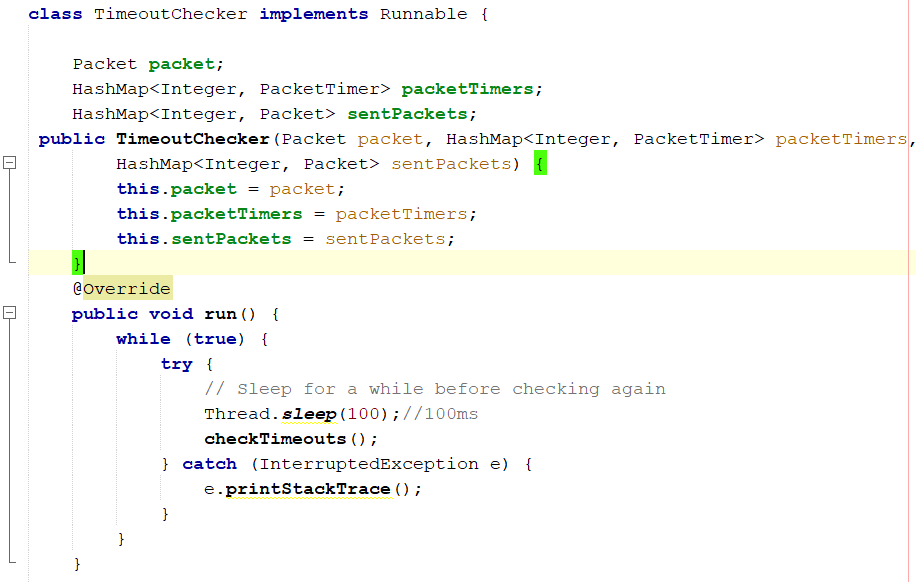 class TimeoutChecker implements Runnable {
Packet packet;
HashMap<Integer, PacketTimer> packetTimers;
HashMap<Integer, Packet> sentPackets;
public TimeoutChecker(Packet packet, HashMap<Integer, PacketTimer> packetTimers,
HashMap<Integer, Packet> sentPackets) {
this.packet = packet;
this.packetTimers = packetTimers;
this.sentPackets = sentPackets;
}
@Override
public void run() {
while (true) {
try {
// Sleep for a while before checking again
Thread.sleep(100);//100ms
checkTimeouts();
} catch (InterruptedException e) {
e.printStackTrace();
}
}
}